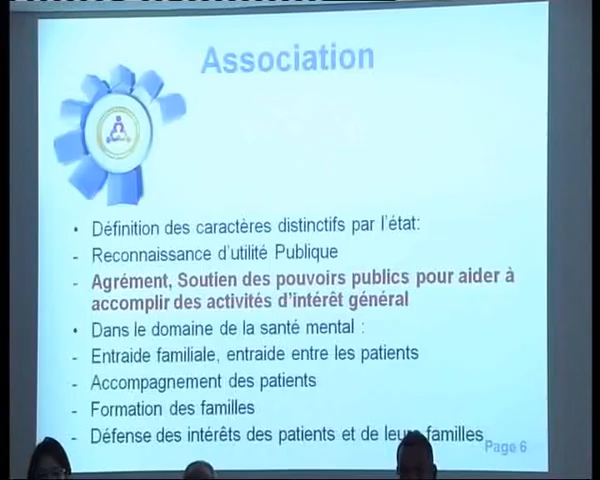 Association
• Définition des caractères distinctifs par l'état:
- Reconnaissance d'utilité Publique
- Agrément, Soutien des pouvoirs publics pour aider à
accomplir des activités d'intérêt général
• Dans le domaine de la santé mental :
- Entraide familiale, entraide entre les patients
- Accompagnement des patients
- Formation des familles
- Défense des intérêts des patients et de leurs familles
Page 6